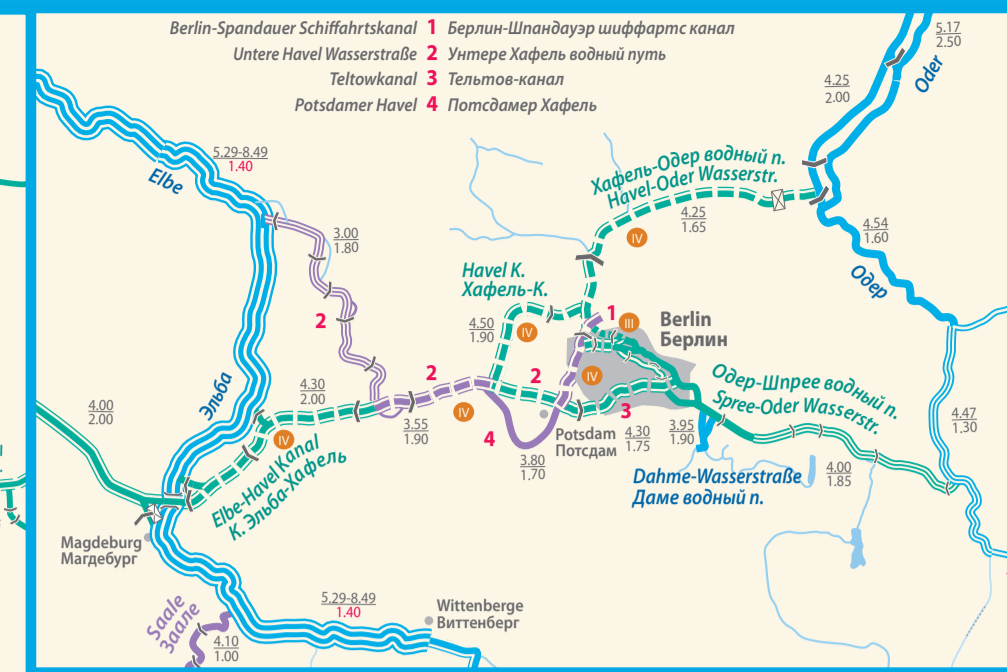 Berlin-Spandauer Schiffahrtskanal 1 Берлин-Шпандауэр шиффартс канал
Untere Havel Wasserstraße 2 Унтере Хафель водный путь
Teltowkanal 3 Тельтов-канал
Potsdamer Havel 4 Потсдамер Хафель
5.17
2.50
Oder
4.25
2.00
5.29-8.49
1.40
Elbe
Хафель-Одер водный п.
Havel-Oder Wasserstr.
4.25
1.65
IV
4.54
1.60
Одер
3.00
1.80
2
Havel K.
Хафель-К.
4.50
1.90
IV
1
III
Berlin
Берлин
IV
Эльба
4.30
2.00
2
2
IV
3.55
1.90
4
3.80
1.70
Potsdam
Потсдам
3
4.30
1.75
3.95
1.90
Одер-Шпрее водный п.
Spree-Oder Wasserstr.
4.47
1.30
4.00
1.85
Dahme-Wasserstraße
Даме водный п.
4.00
2.00
IV
Elbe-Havel Kanal
К. Эльба-Хафель
Magdeburg
Магдебург
Saale
Заале
4.10
1.00
5.29-8.49
1.40
Wittenberge
Виттенберг